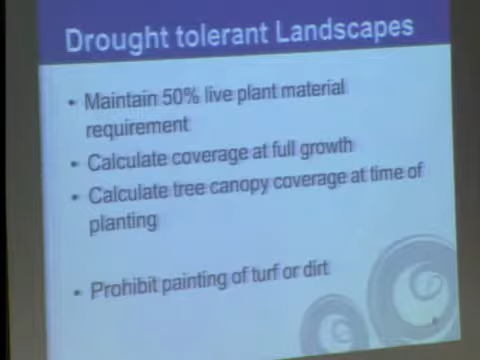 Drought tolerant Landscapes
• Maintain 50% live plant material
requirement
• Calculate coverage at full growth
• Calculate tree canopy coverage at time of
planting
• Prohibit painting of turf or dirt